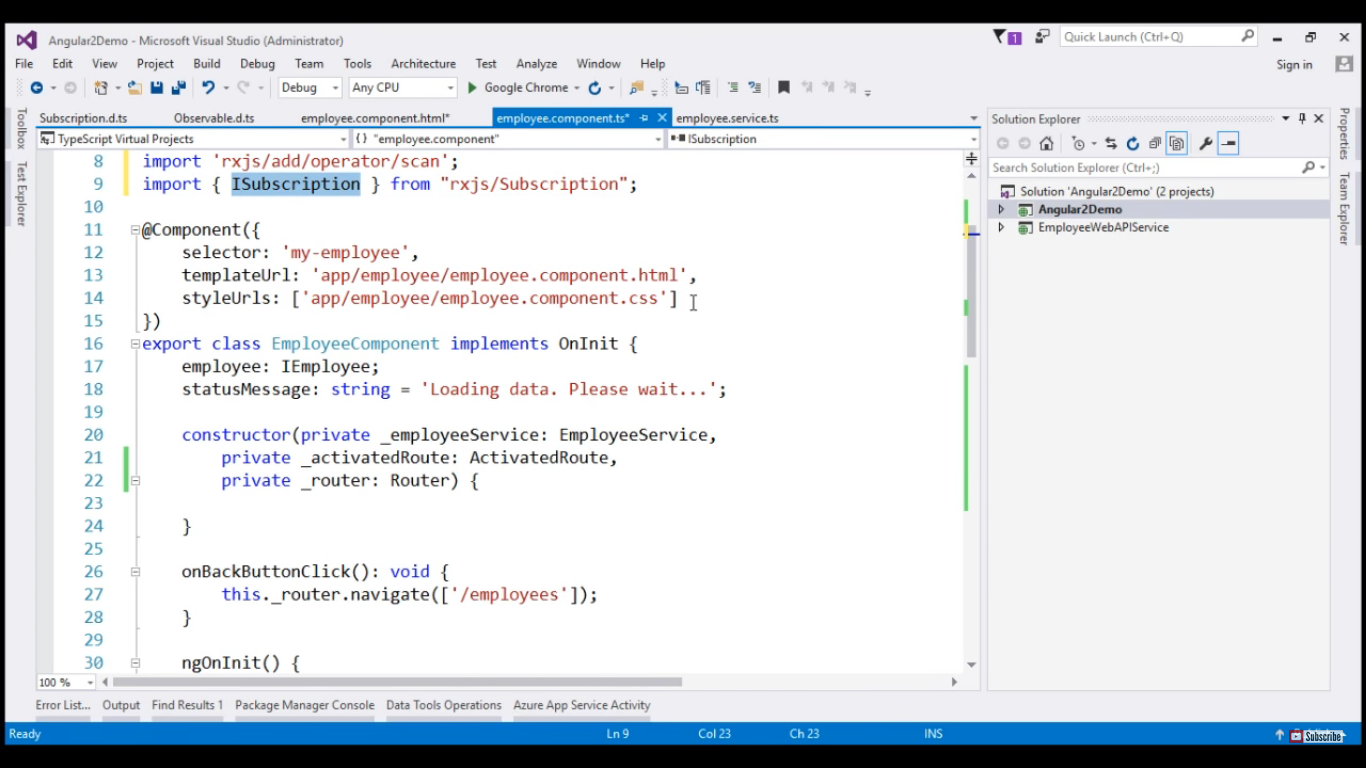 Angular2Demo - Microsoft Visual Studio (Administrator)
1
Quick Launch (Ctrl+Q)
File Edit View Project Build Debug Team Tools Architecture Test Analyze Window Help
Sign in
Debug Any CPU Google Chrome
Toolbox
Test Explorer
Subscription.d.ts Observable.d.ts employee.component.html* employee.component.ts* employee.service.ts
TypeScript Virtual Projects {} "employee.component" ISubscription
8 import 'rxjs/add/operator/scan';
9 import { ISubscription } from "rxjs/Subscription";
10
11 @Component({
12 selector: 'my-employee',
13 templateUrl: 'app/employee/employee.component.html',
14 styleUrls: ['app/employee/employee.component.css']
15 })
16 export class EmployeeComponent implements OnInit {
17 employee: IEmployee;
18 statusMessage: string = 'Loading data. Please wait...';
19
20 constructor(private _employeeService: EmployeeService,
21 private _activatedRoute: ActivatedRoute,
22 private _router: Router) {
23
24 }
25
26 onBackButtonClick(): void {
27 this._router.navigate(['/employees']);
28 }
29
30 ngOnInit() {
100 %
Solution Explorer
Search Solution Explorer (Ctrl+;)
Solution 'Angular2Demo' (2 projects)
Angular2Demo
EmployeeWebAPIService
Properties
Team Explorer
Error List... Output Find Results 1 Package Manager Console Data Tools Operations Azure App Service Activity
Ready Ln 9 Col 23 Ch 23 INS
Subscribe